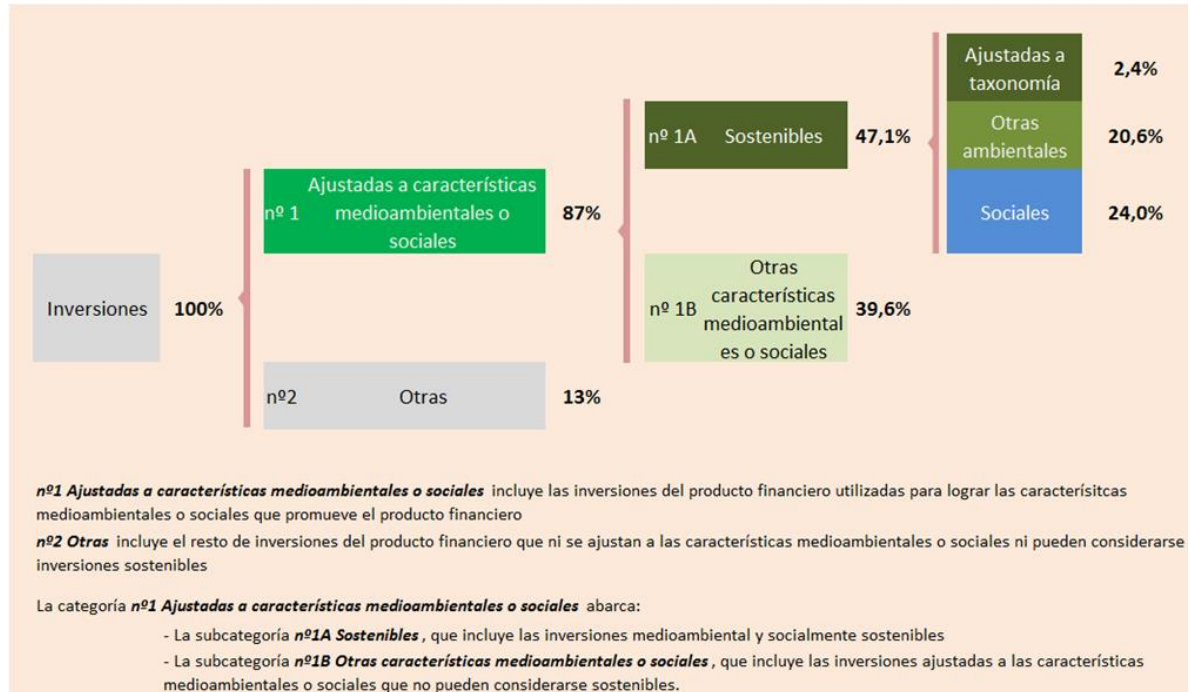 Ajustadas a
taxonomía
2,4%
nº 1A Sostenibles 47,1%
Otras
ambientales
20,6%
nº 1
Ajustadas a características
medioambientales o
sociales
87%
Sociales 24,0%
Inversiones 100%
nº 1B
Otras
características
medioambiental
es o sociales
39,6%
nº2 Otras 13%
nº1 Ajustadas a características medioambientales o sociales incluye las inversiones del producto financiero utilizadas para lograr las caracterísitcas
medioambientales o sociales que promueve el producto financiero
nº2 Otras incluye el resto de inversiones del producto financiero que ni se ajustan a las características medioambientales o sociales ni pueden considerarse
inversiones sostenibles
La categoría nº1 Ajustadas a características medioambientales o sociales abarca:
- La subcategoría nº1A Sostenibles, que incluye las inversiones medioambiental y socialmente sostenibles
- La subcategoría nº1B Otras características medioambientales o sociales, que incluye las inversiones ajustadas a las características
medioambientales o sociales que no pueden considerarse sostenibles.